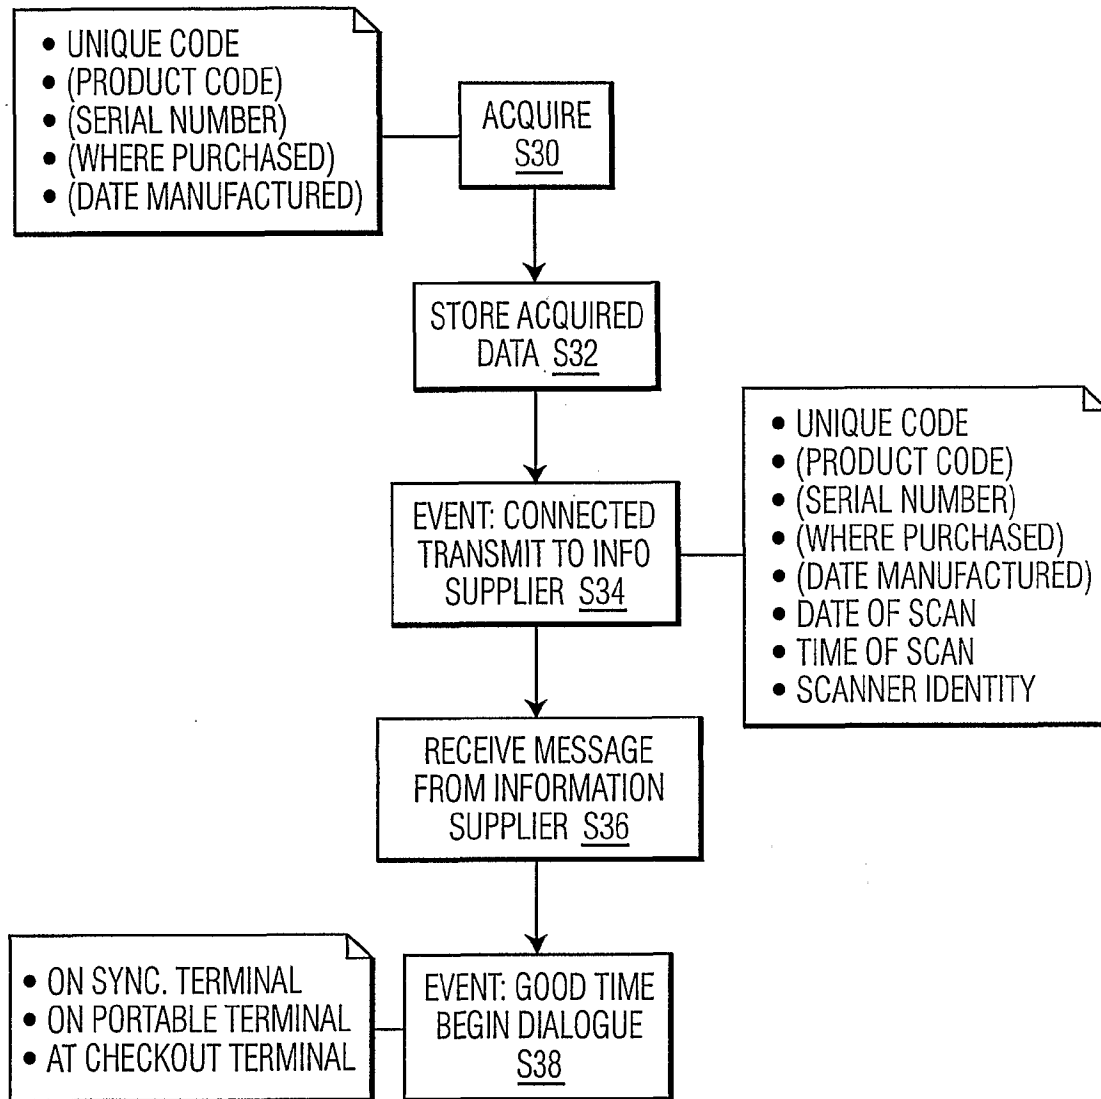 • UNIQUE CODE
• (PRODUCT CODE)
• (SERIAL NUMBER)
• (WHERE PURCHASED)
• (DATE MANUFACTURED)
ACQUIRE
S30
STORE ACQUIRED
DATA S32
EVENT: CONNECTED
TRANSMIT TO INFO
SUPPLIER S34
• UNIQUE CODE
• (PRODUCT CODE)
• (SERIAL NUMBER)
• (WHERE PURCHASED)
• (DATE MANUFACTURED)
• DATE OF SCAN
• TIME OF SCAN
• SCANNER IDENTITY
RECEIVE MESSAGE
FROM INFORMATION
SUPPLIER S36
• ON SYNC. TERMINAL
• ON PORTABLE TERMINAL
• AT CHECKOUT TERMINAL
EVENT: GOOD TIME
BEGIN DIALOGUE
S38